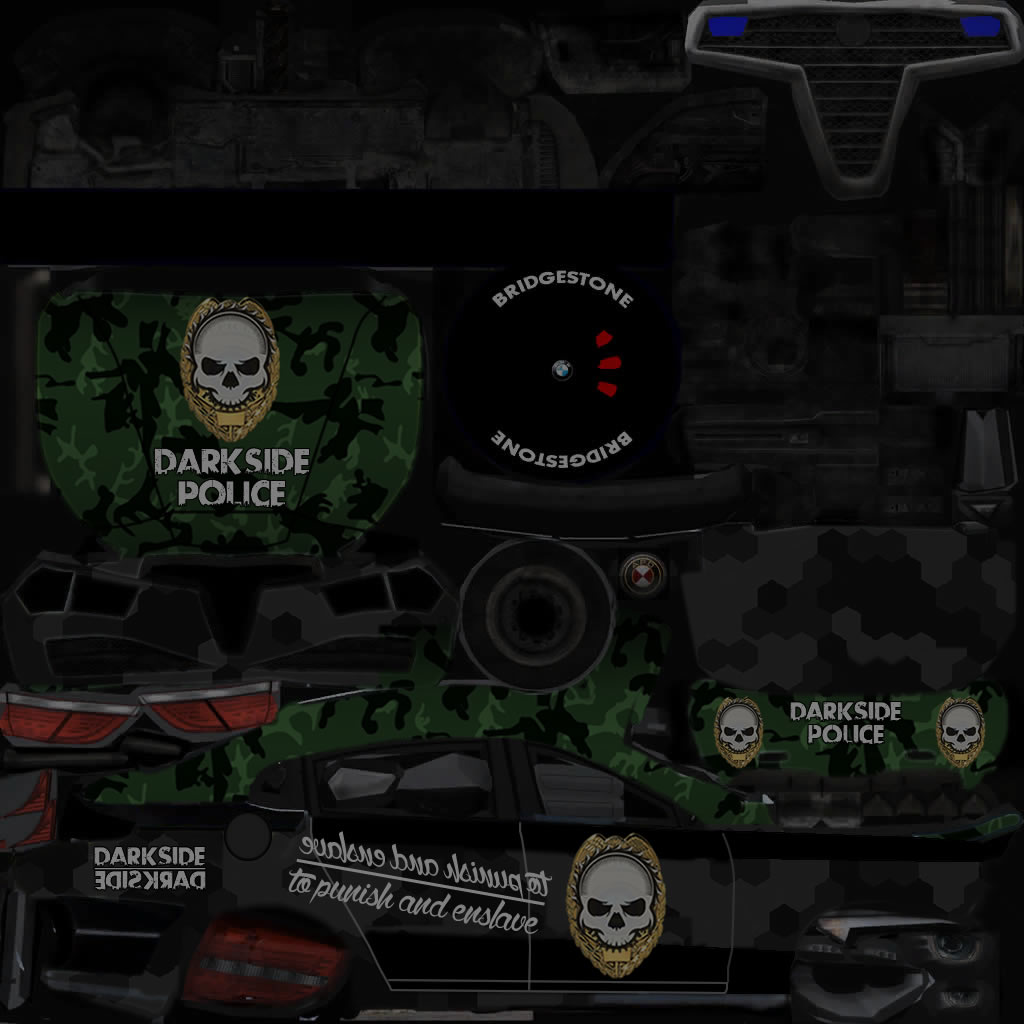 BRIDGESTONE
BRIDGESTONE
DARKSIDE
POLICE
DARKSIDE
POLICE
to punish and enslave
to punish and enslave
DARKSIDE
DARKSIDE